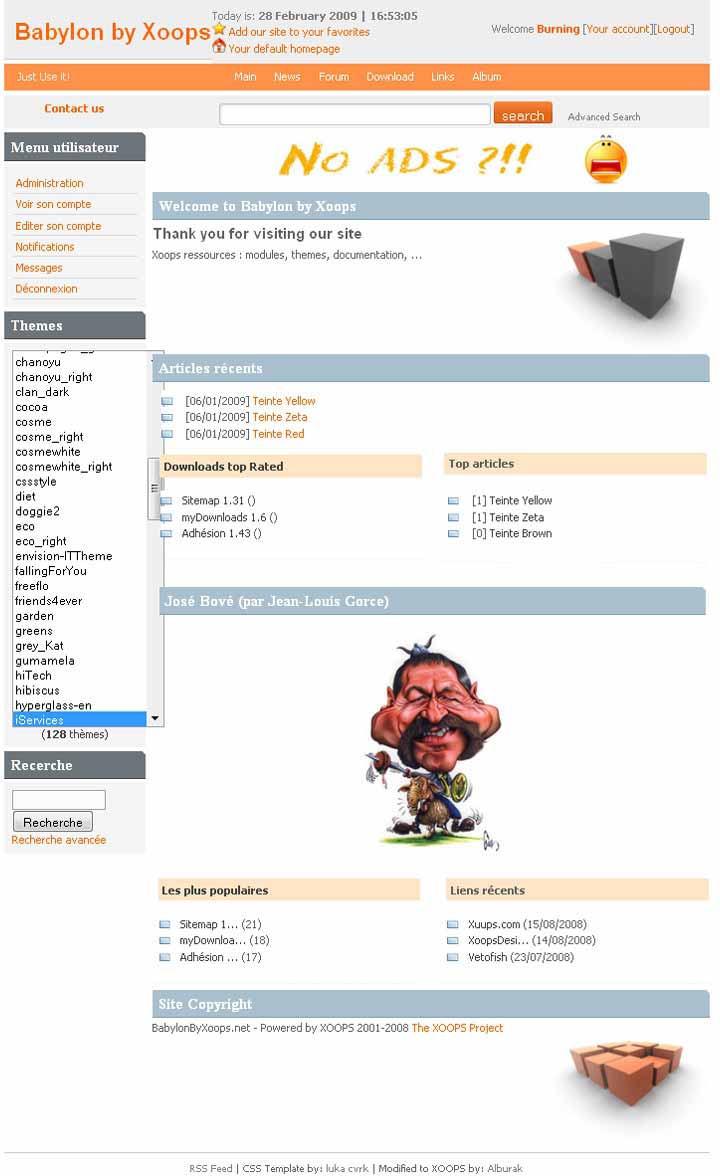 Today is: 28 February 2009 | 16:53:05
Babylon by Xoops
Add our site to your favorites
Your default homepage
Welcome Burning [Your account][Logout]
Just Use it!
Main News Forum Download Links Album
Contact us
search
Advanced Search
Menu utilisateur
Administration
Voir son compte
Editer son compte
Notifications
Messages
Déconnexion
Themes
chanoyu
chanoyu_right
clan_dark
cocoa
cosme
cosme_right
cosmewhite
cosmewhite_right
cssstyle
diet
doggie2
eco
eco_right
envision-ITTheme
fallingForYou
freeflo
friends4ever
garden
greens
grey_Kat
gumamela
hiTech
hibiscus
hyperglass-en
iServices
(128 thèmes)
Recerche
Recherche
Recherche avancée
No ADS ?!!
Welcome to Babylon by Xoops
Thank you for visiting our site
Xoops ressources : modules, themes, documentation, ...
Articles récents
[06/01/2009] Teinte Yellow
[06/01/2009] Teinte Zeta
[06/01/2009] Teinte Red
Downloads top Rated
Sitemap 1.31 ()
myDownloads 1.6 ()
Adhésion 1.43 ()
Top articles
[1] Teinte Yellow
[1] Teinte Zeta
[0] Teinte Brown
José Bové (par Jean-Louis Gorce)
Les plus populaires
Sitemap 1... (21)
myDownloa... (18)
Adhésion ... (17)
Liens récents
Xuups.com (15/08/2008)
XoopsDesi... (14/08/2008)
Vetofish (23/07/2008)
Site Copyright
BabylonByXoops.net - Powered by XOOPS 2001-2008 The XOOPS Project
RSS Feed | CSS Template by: luka cvrk | Modified to XOOPS by: Alburak